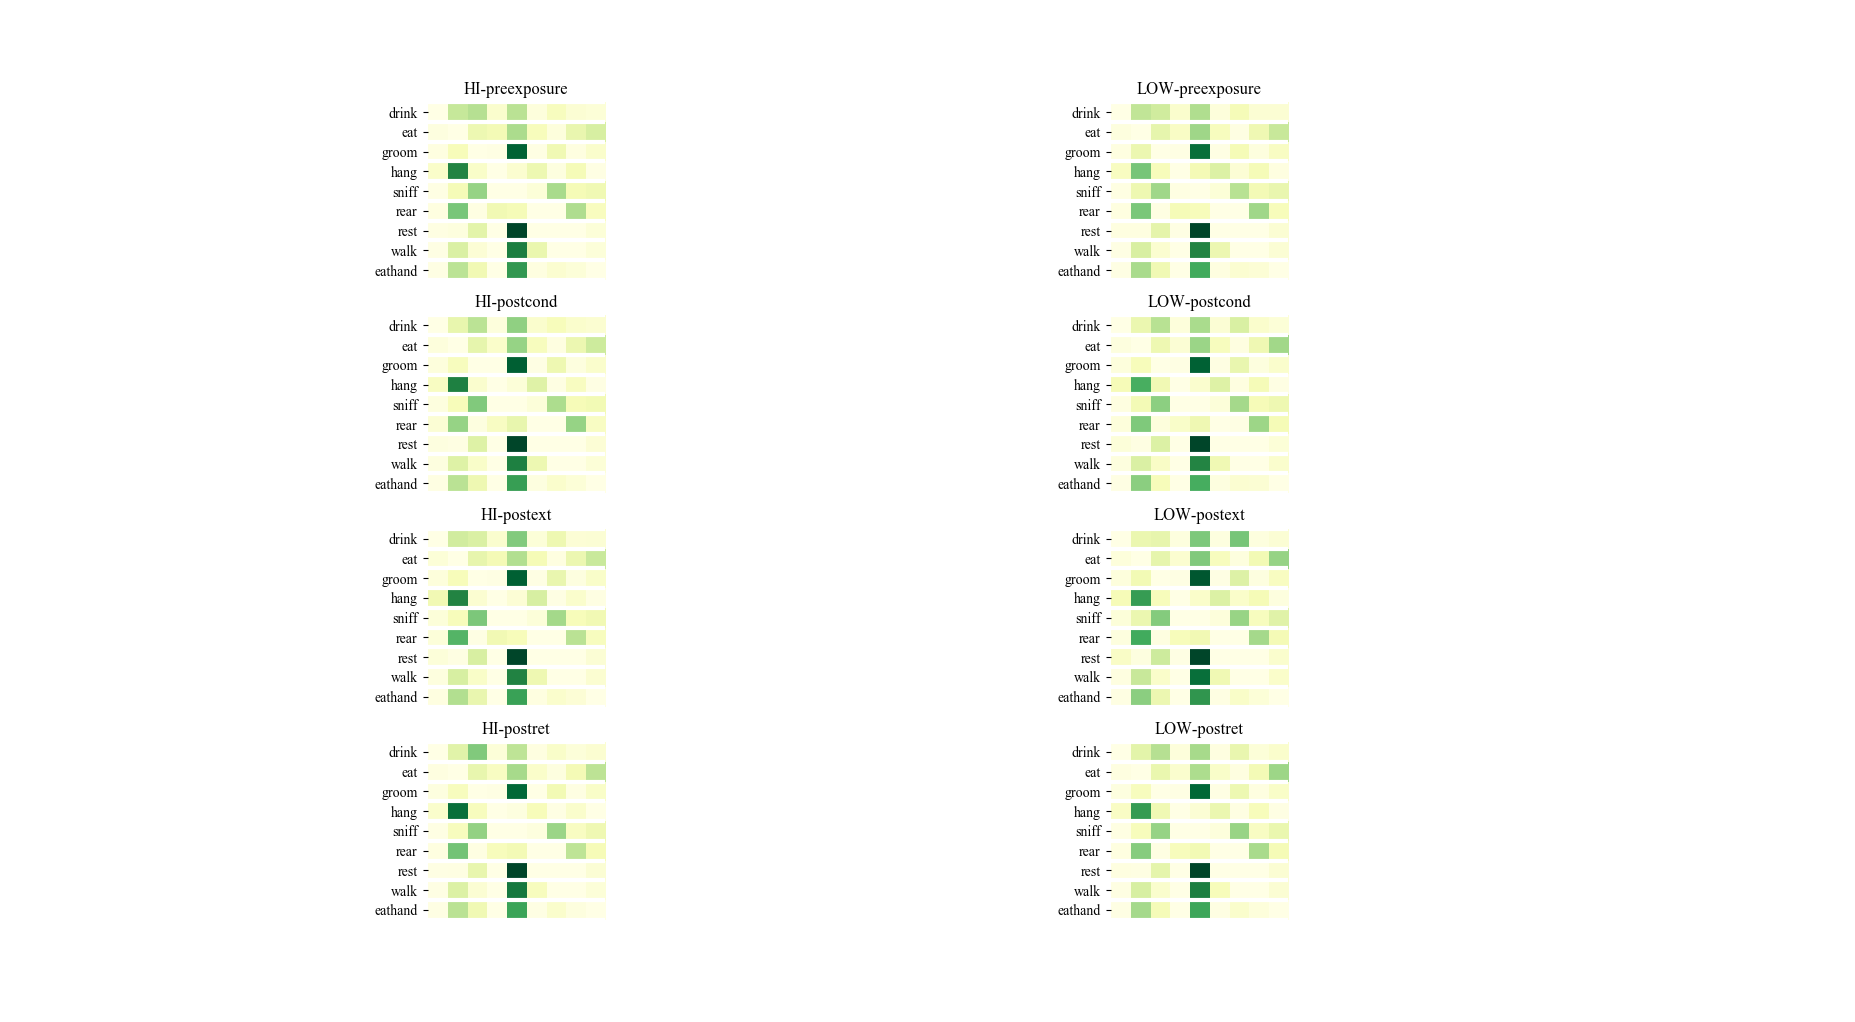 HI-preexposure
drink
eat
groom
hang
sniff
rear
rest
walk
eathand
LOW-preexposure
drink
eat
groom
hang
sniff
rear
rest
walk
eathand
HI-postcond
drink
eat
groom
hang
sniff
rear
rest
walk
eathand
LOW-postcond
drink
eat
groom
hang
sniff
rear
rest
walk
eathand
HI-postext
drink
eat
groom
hang
sniff
rear
rest
walk
eathand
LOW-postext
drink
eat
groom
hang
sniff
rear
rest
walk
eathand
HI-postret
drink
eat
groom
hang
sniff
rear
rest
walk
eathand
LOW-postret
drink
eat
groom
hang
sniff
rear
rest
walk
eathand